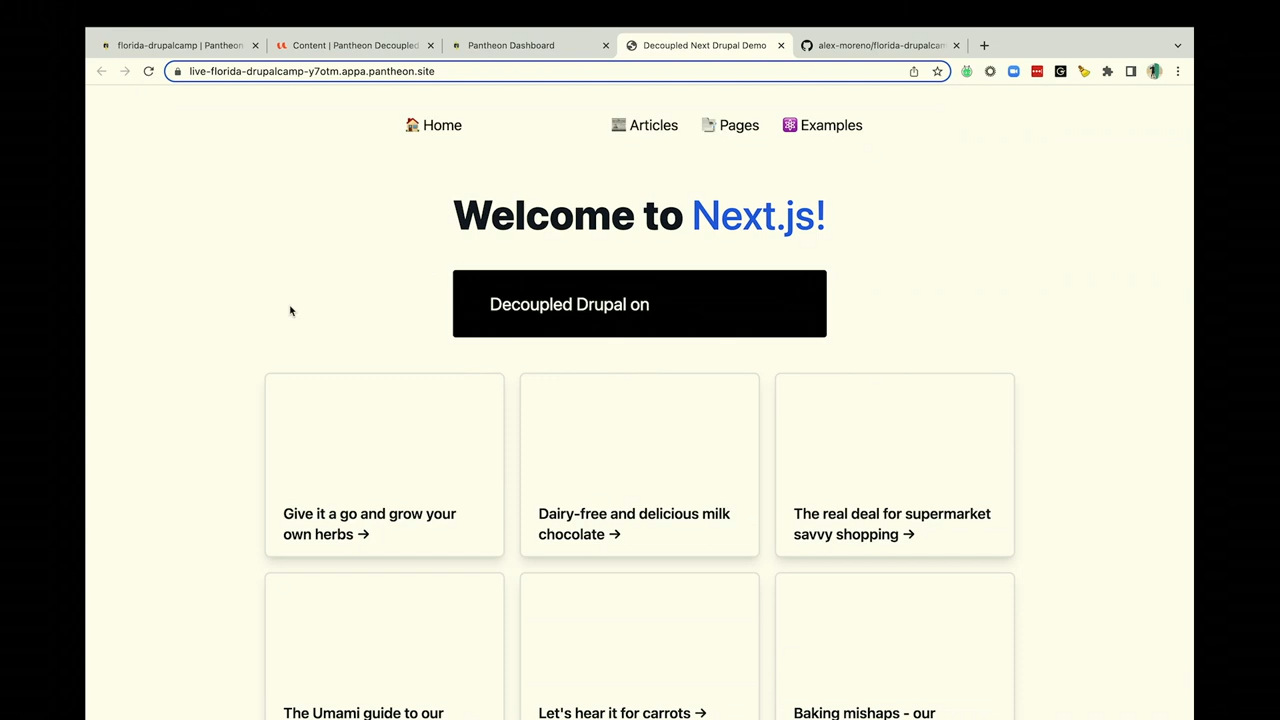 florida-drupalcamp | Pantheon
Content | Pantheon Decoupled
Pantheon Dashboard
Decoupled Next Drupal Demo
alex-moreno/florida-drupalcam
live-florida-drupalcamp-y7otm.appa.pantheon.site
Home
Articles
Pages
Examples
Welcome to Next.js!
Decoupled Drupal on
Give it a go and grow your
own herbs →
Dairy-free and delicious milk
chocolate →
The real deal for supermarket
savvy shopping →
The Umami guide to our
Let's hear it for carrots →
Baking mishaps - our